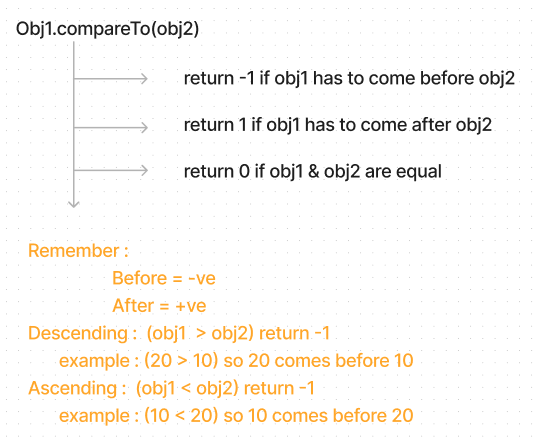 Obj1.compareTo(obj2)
return -1 if obj1 has to come before obj2
return 1 if obj1 has to come after obj2
return 0 if obj1 & obj2 are equal
Remember :
Before = -ve
After = +ve
Descending : (obj1 > obj2) return -1
example : (20 > 10) so 20 comes before 10
Ascending : (obj1 < obj2) return -1
example : (10 < 20) so 10 comes before 20